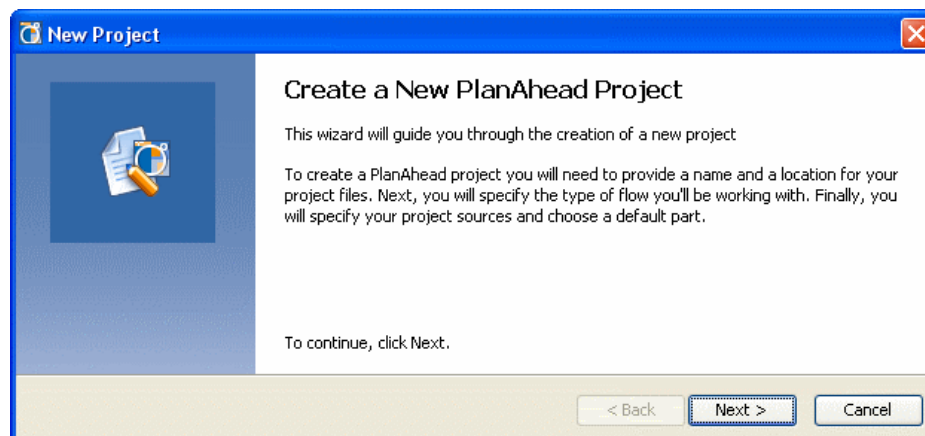 New Project
Create a New PlanAhead Project
This wizard will guide you through the creation of a new project
To create a PlanAhead project you will need to provide a name and a location for your
project files. Next, you will specify the type of flow you'll be working with. Finally, you
will specify your project sources and choose a default part.
To continue, click Next.
< Back Next > Cancel